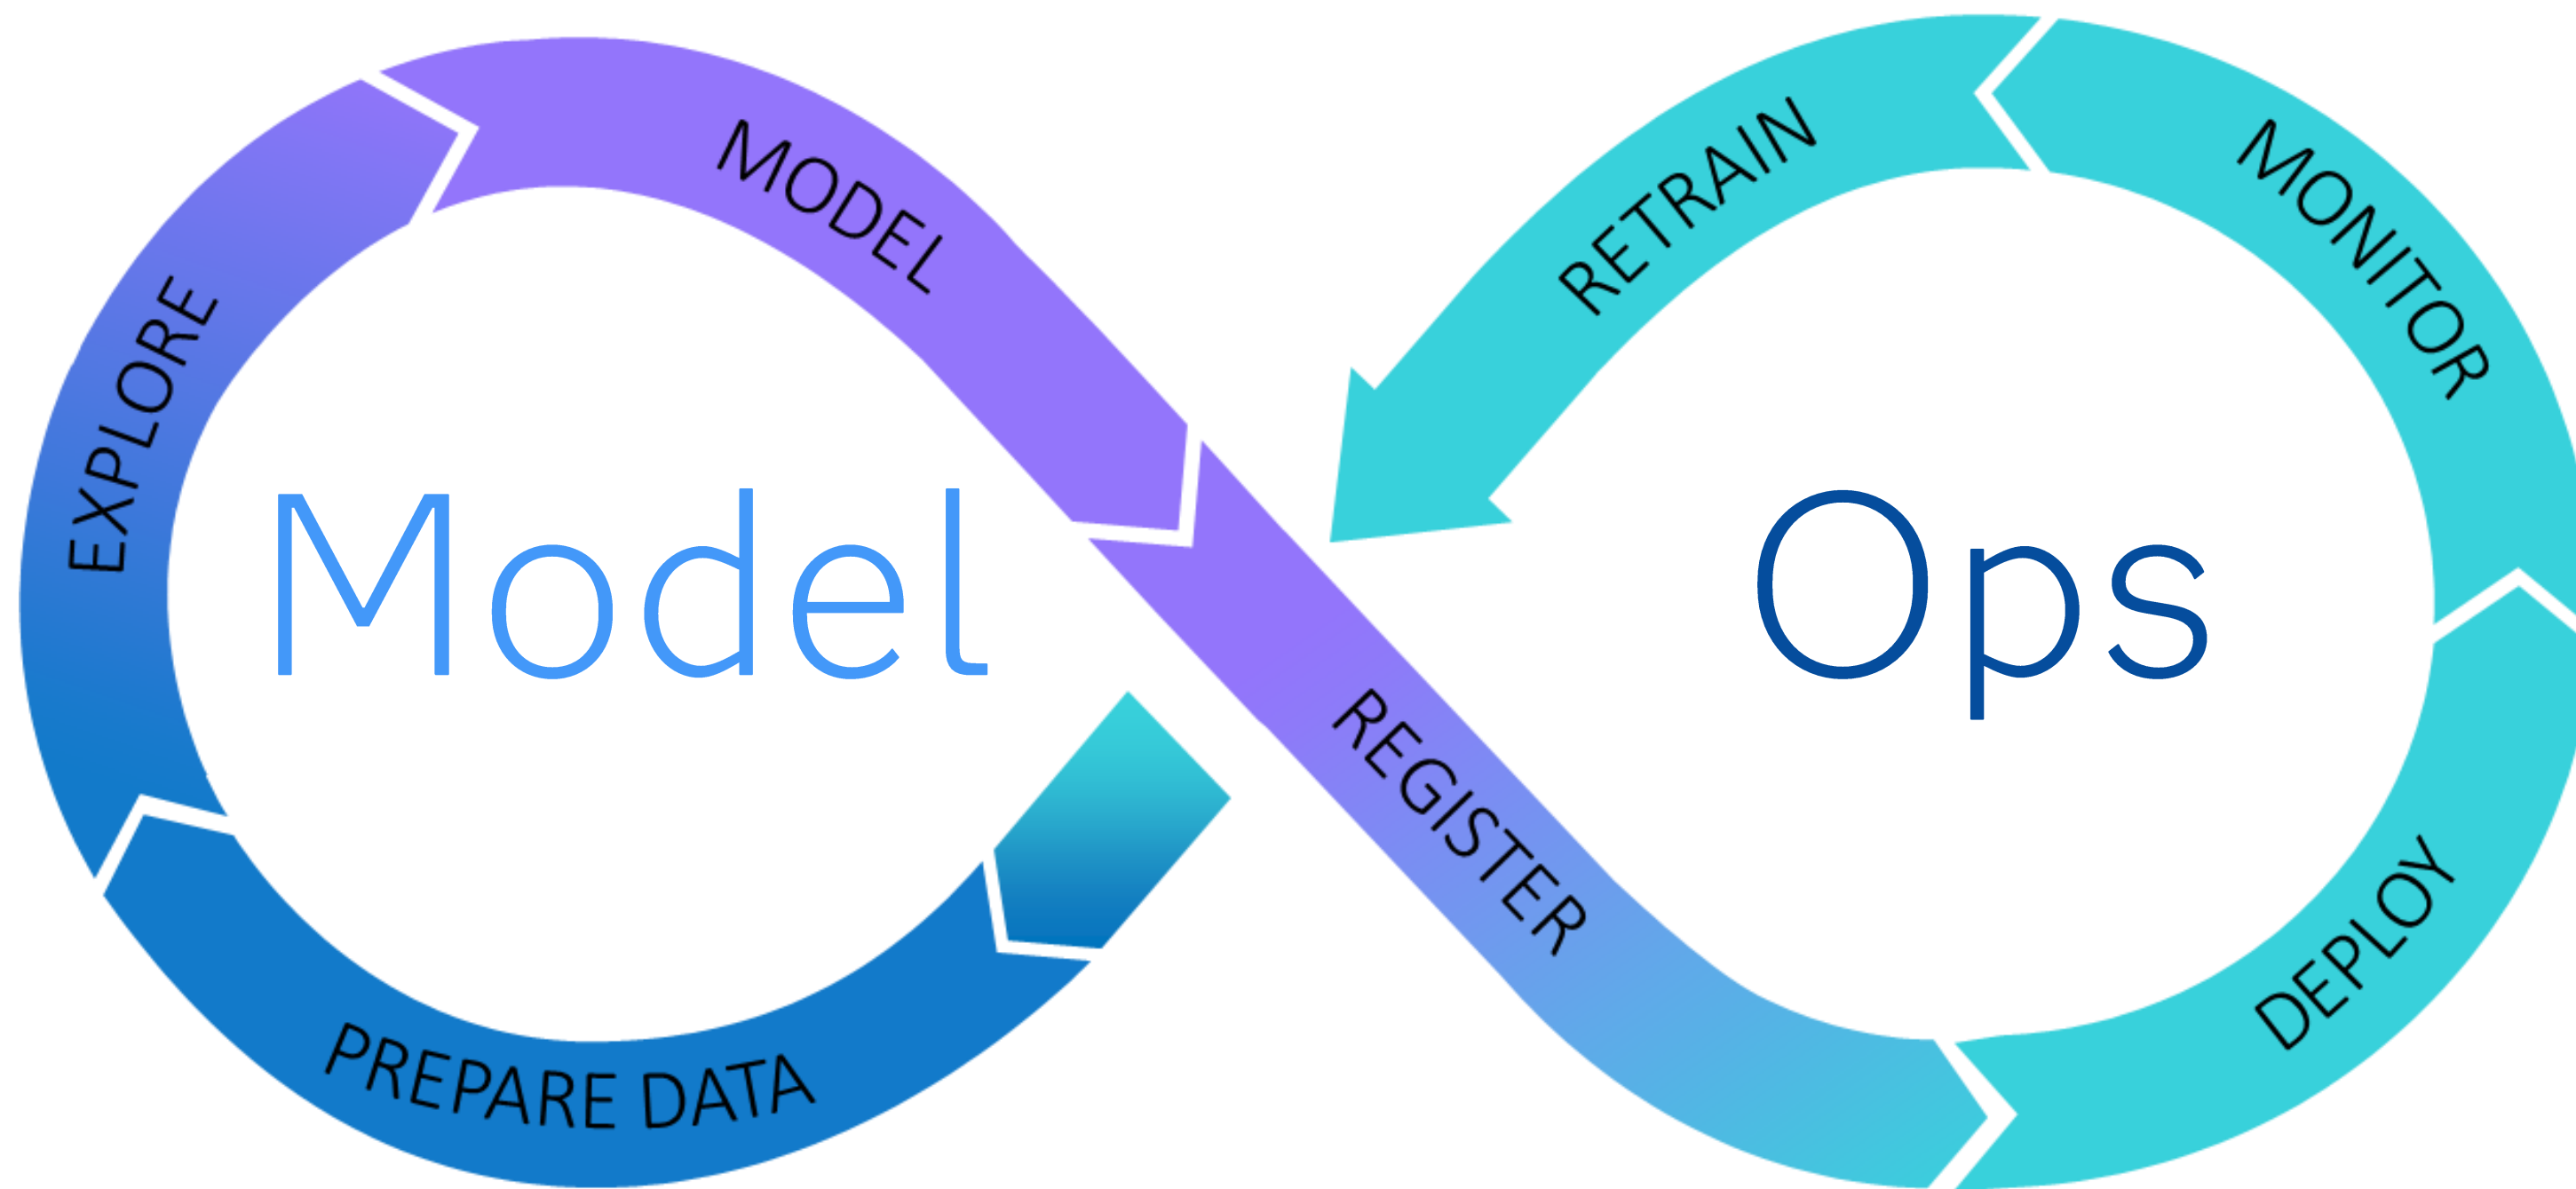 MODEL
RETRAIN
MONITOR
EXPLORE
Model
Ops
REGISTER
DEPLOY
PREPARE DATA